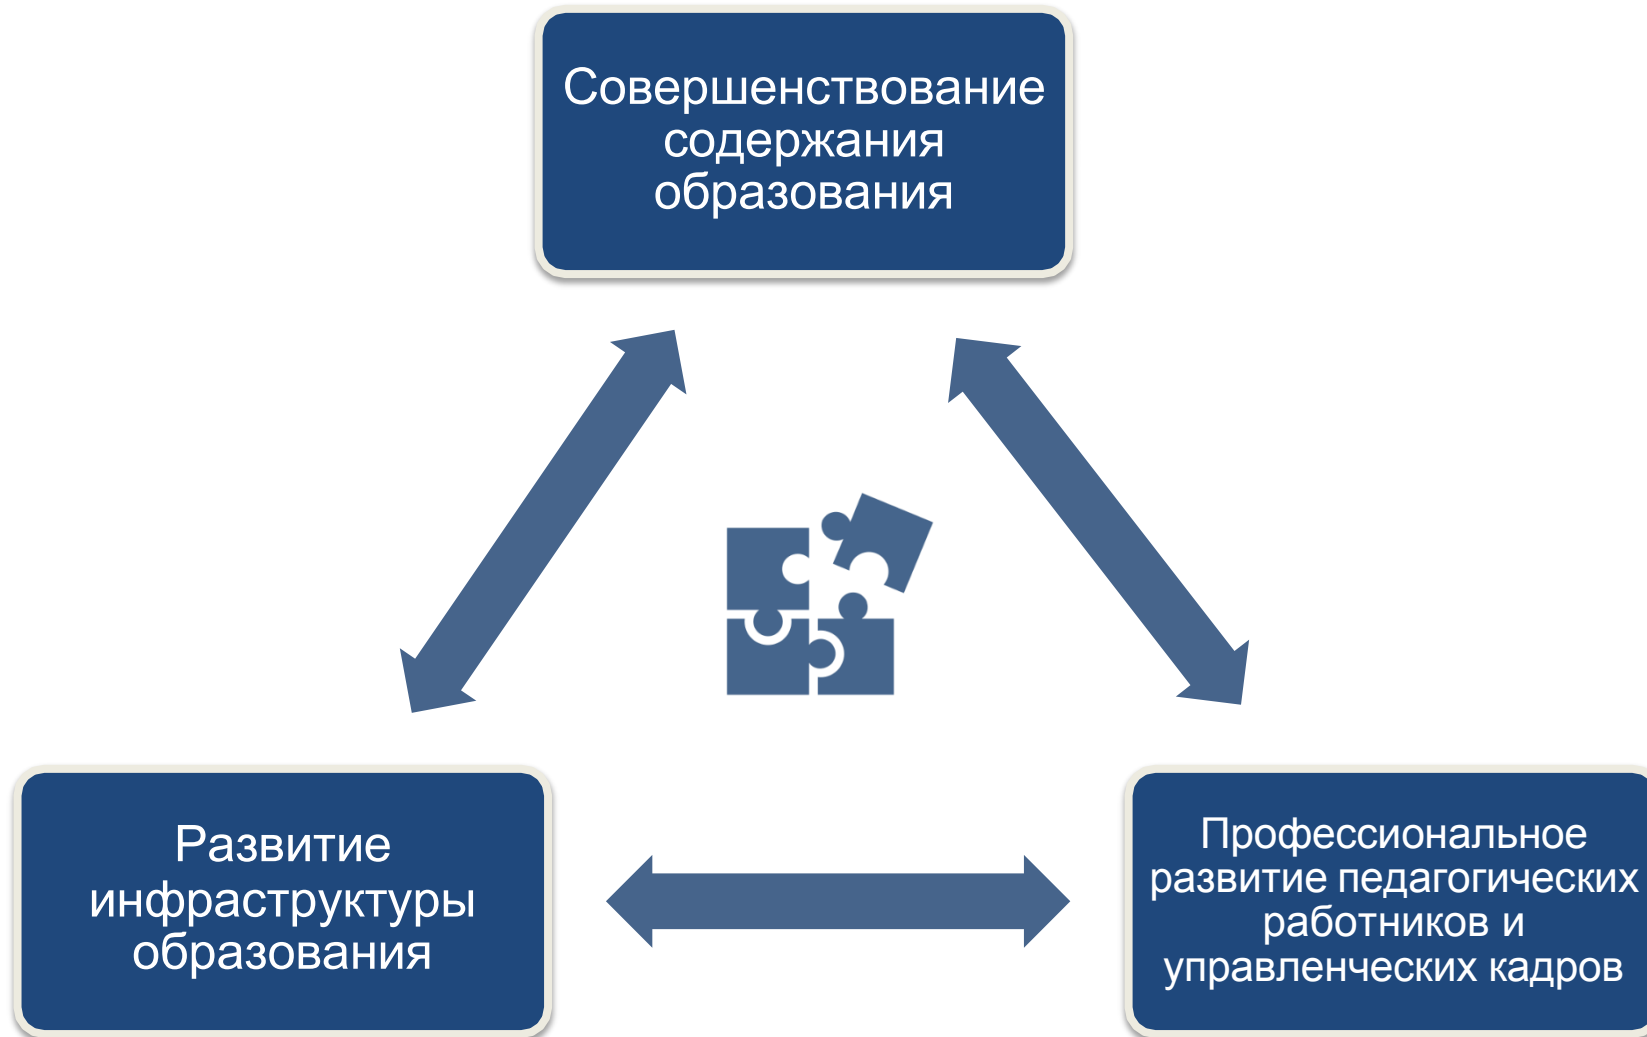 Совершенствование
содержания
образования
Развитие
инфраструктуры
образования
Профессиональное
развитие педагогических
работников и
управленческих кадров